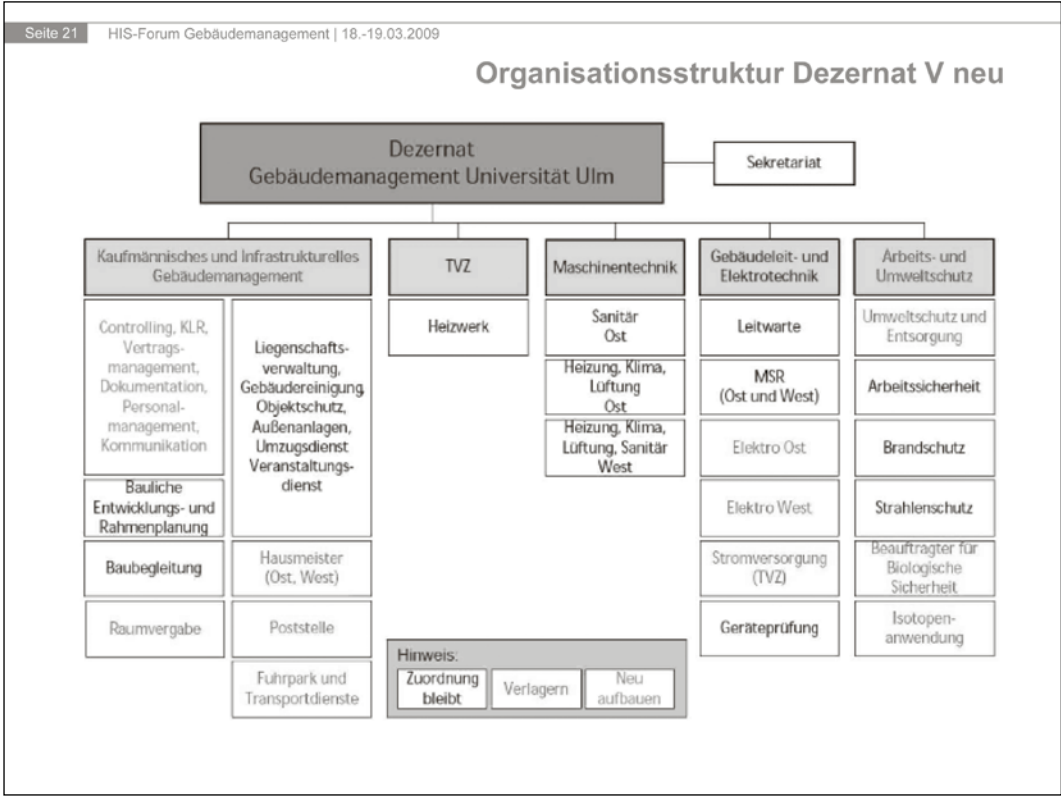 Seite 21 HIS-Forum Gebäudemanagement | 18.-19.03.2009
Organisationsstruktur Dezernat V neu
Dezernat
Gebäudemanagement Universität Ulm
Sekretariat
Kaufmännisches und Infrastrukturelles
Gebäudemanagement
Controlling, KLR,
Vertrags-
management,
Dokumentation,
Personal-
management,
Kommunikation
Bauliche
Entwicklungs- und
Rahmenplanung
Baubegleitung
Raumvergabe
Liegenschafts-
verwaltung,
Gebäudereinigung,
Objektschutz,
Außenanlagen,
Umzugsdienst
Veranstaltungs-
dienst
Hausmeister
(Ost, West)
Poststelle
Fuhrpark und
Transportdienste
TVZ
Heizwerk
Maschinentechnik
Sanitär
Ost
Heizung, Klima,
Lüftung
Ost
Heizung, Klima,
Lüftung, Sanitär
West
Gebäudeleit- und
Elektrotechnik
Leitwarte
MSR
(Ost und West)
Elektro Ost
Elektro West
Stromversorgung
(TVZ)
Geräteprüfung
Arbeits- und
Umweltschutz
Umweltschutz und
Entsorgung
Arbeitssicherheit
Brandschutz
Strahlenschutz
Beauftragter für
Biologische
Sicherheit
Isotopen-
anwendung
Hinweis:
Zuordnung
bleibt
Verlagern
Neu
aufbauen